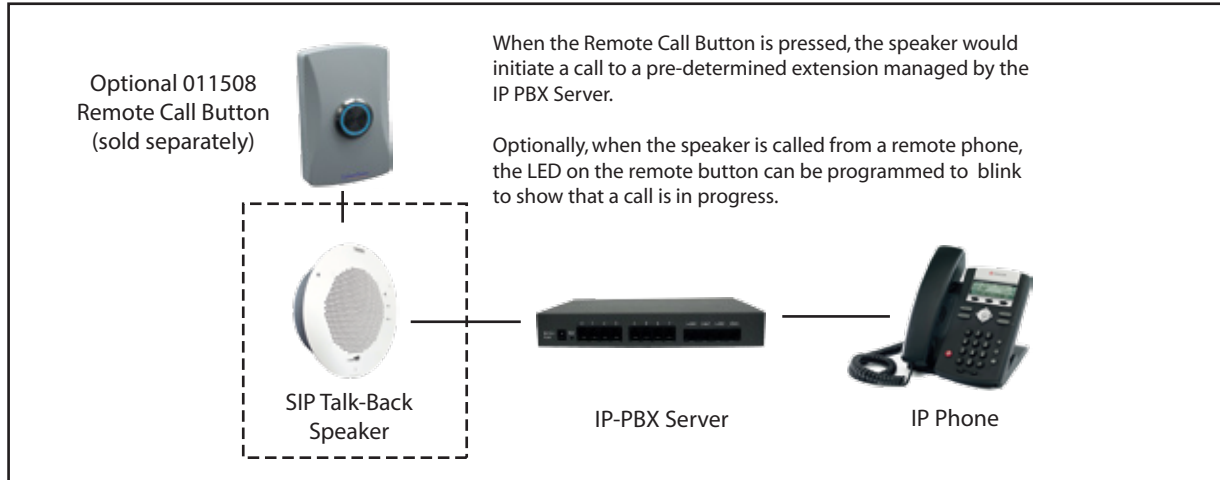 Optional 011508
Remote Call Button
(sold separately)
When the Remote Call Button is pressed, the speaker would
initiate a call to a pre-determined extension managed by the
IP PBX Server.
Optionally, when the speaker is called from a remote phone,
the LED on the remote button can be programmed to blink
to show that a call is in progress.
SIP Talk-Back
Speaker
IP-PBX Server
IP Phone